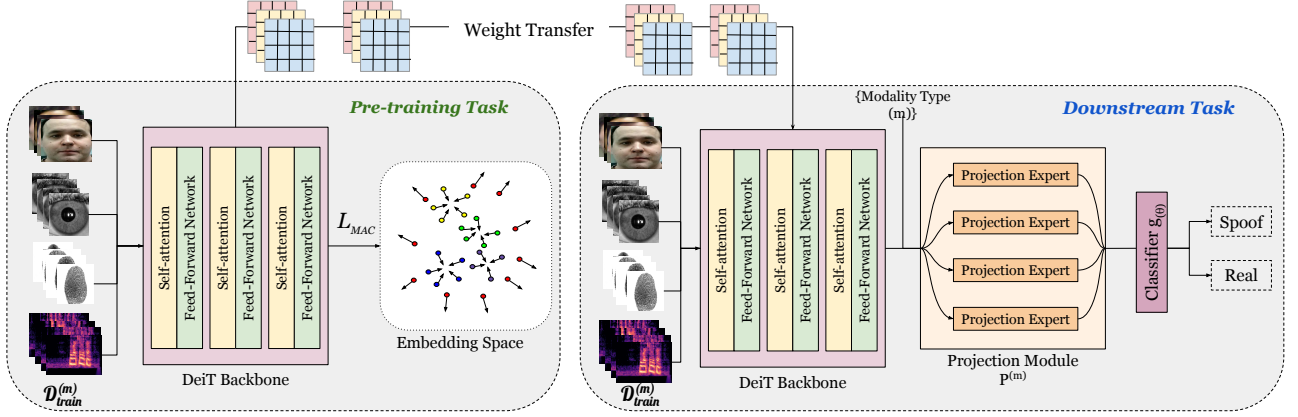 Weight Transfer
Pre-training Task
Self-attention
Feed-Forward Network
Self-attention
Feed-Forward Network
Self-attention
Feed-Forward Network
L_MAC
Embedding Space
DeiT Backbone
D_train^(m)
{Modality Type
(m)}
Downstream Task
Self-attention
Feed-Forward Network
Self-attention
Feed-Forward Network
Self-attention
Feed-Forward Network
DeiT Backbone
D_train^(m)
Projection Expert
Projection Expert
Projection Expert
Projection Expert
Projection Module
P^(m)
Classifier g_(θ)
Spoof
Real